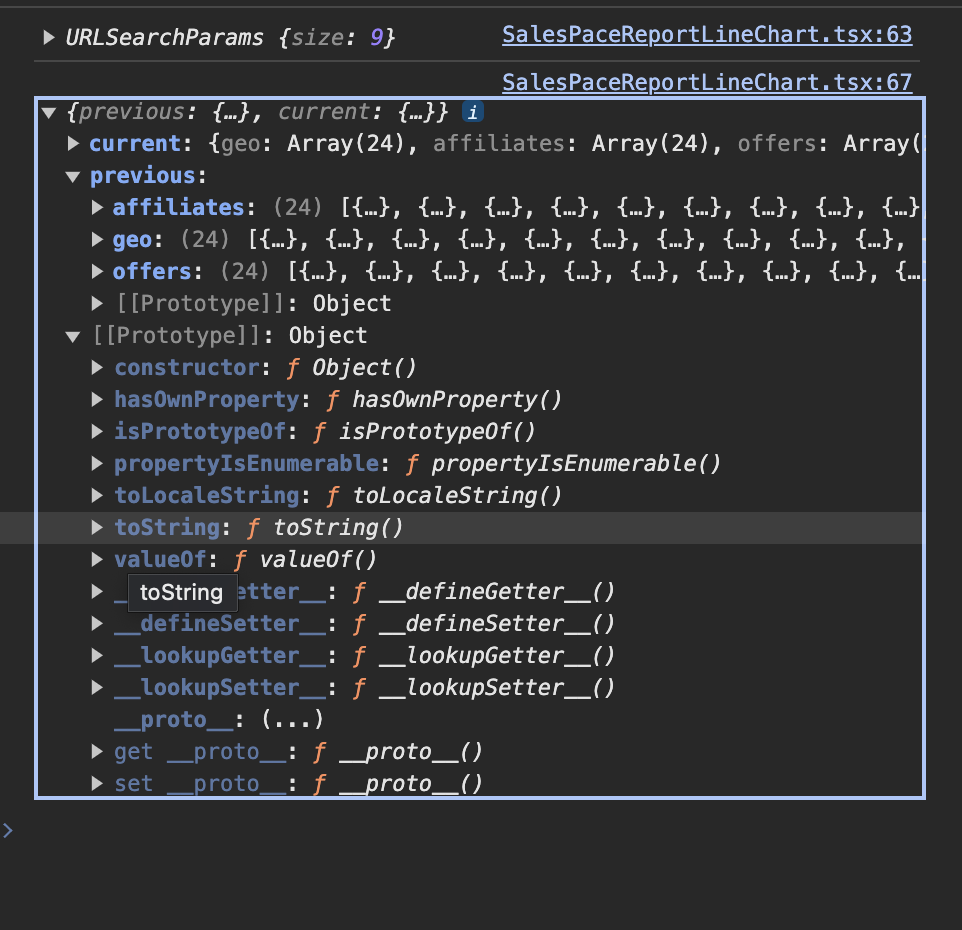 ▶ URLSearchParams {size: 9} SalesPaceReportLineChart.tsx:63
SalesPaceReportLineChart.tsx:67
▼ {previous: {…}, current: {…}} i
▶ current: {geo: Array(24), affiliates: Array(24), offers: Array(
▼ previous:
▶ affiliates: (24) [{…}, {…}, {…}, {…}, {…}, {…}, {…}, {…}, {…}
▶ geo: (24) [{…}, {…}, {…}, {…}, {…}, {…}, {…}, {…}, {…}, {…},
▶ offers: (24) [{…}, {…}, {…}, {…}, {…}, {…}, {…}, {…}, {…}, {…
▶ [[Prototype]]: Object
▼ [[Prototype]]: Object
▶ constructor: ƒ Object()
▶ hasOwnProperty: ƒ hasOwnProperty()
▶ isPrototypeOf: ƒ isPrototypeOf()
▶ propertyIsEnumerable: ƒ propertyIsEnumerable()
▶ toLocaleString: ƒ toLocaleString()
▶ toString: ƒ toString()
▶ valueOf: ƒ valueOf()
▶ _ toString etter__: ƒ __defineGetter__()
▶ __defineSetter__: ƒ __defineSetter__()
▶ __lookupGetter__: ƒ __lookupGetter__()
▶ __lookupSetter__: ƒ __lookupSetter__()
__proto__: (...)
▶ get __proto__: ƒ __proto__()
▶ set __proto__: ƒ __proto__()